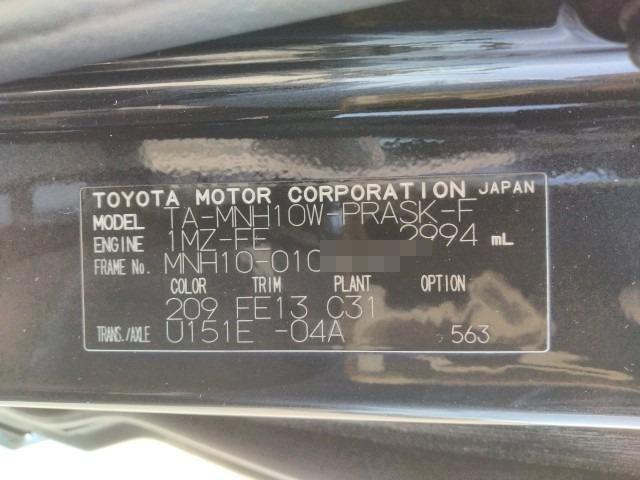 TOYOTA MOTOR CORPORATION JAPAN
MODEL TA-MNH10W-PRASK-F
ENGINE 1MZ-FE 2994 mL
FRAME No. MNH10-010
COLOR TRIM PLANT OPTION
209 FE13 C31
TRANS./AXLE U151E -04A 563